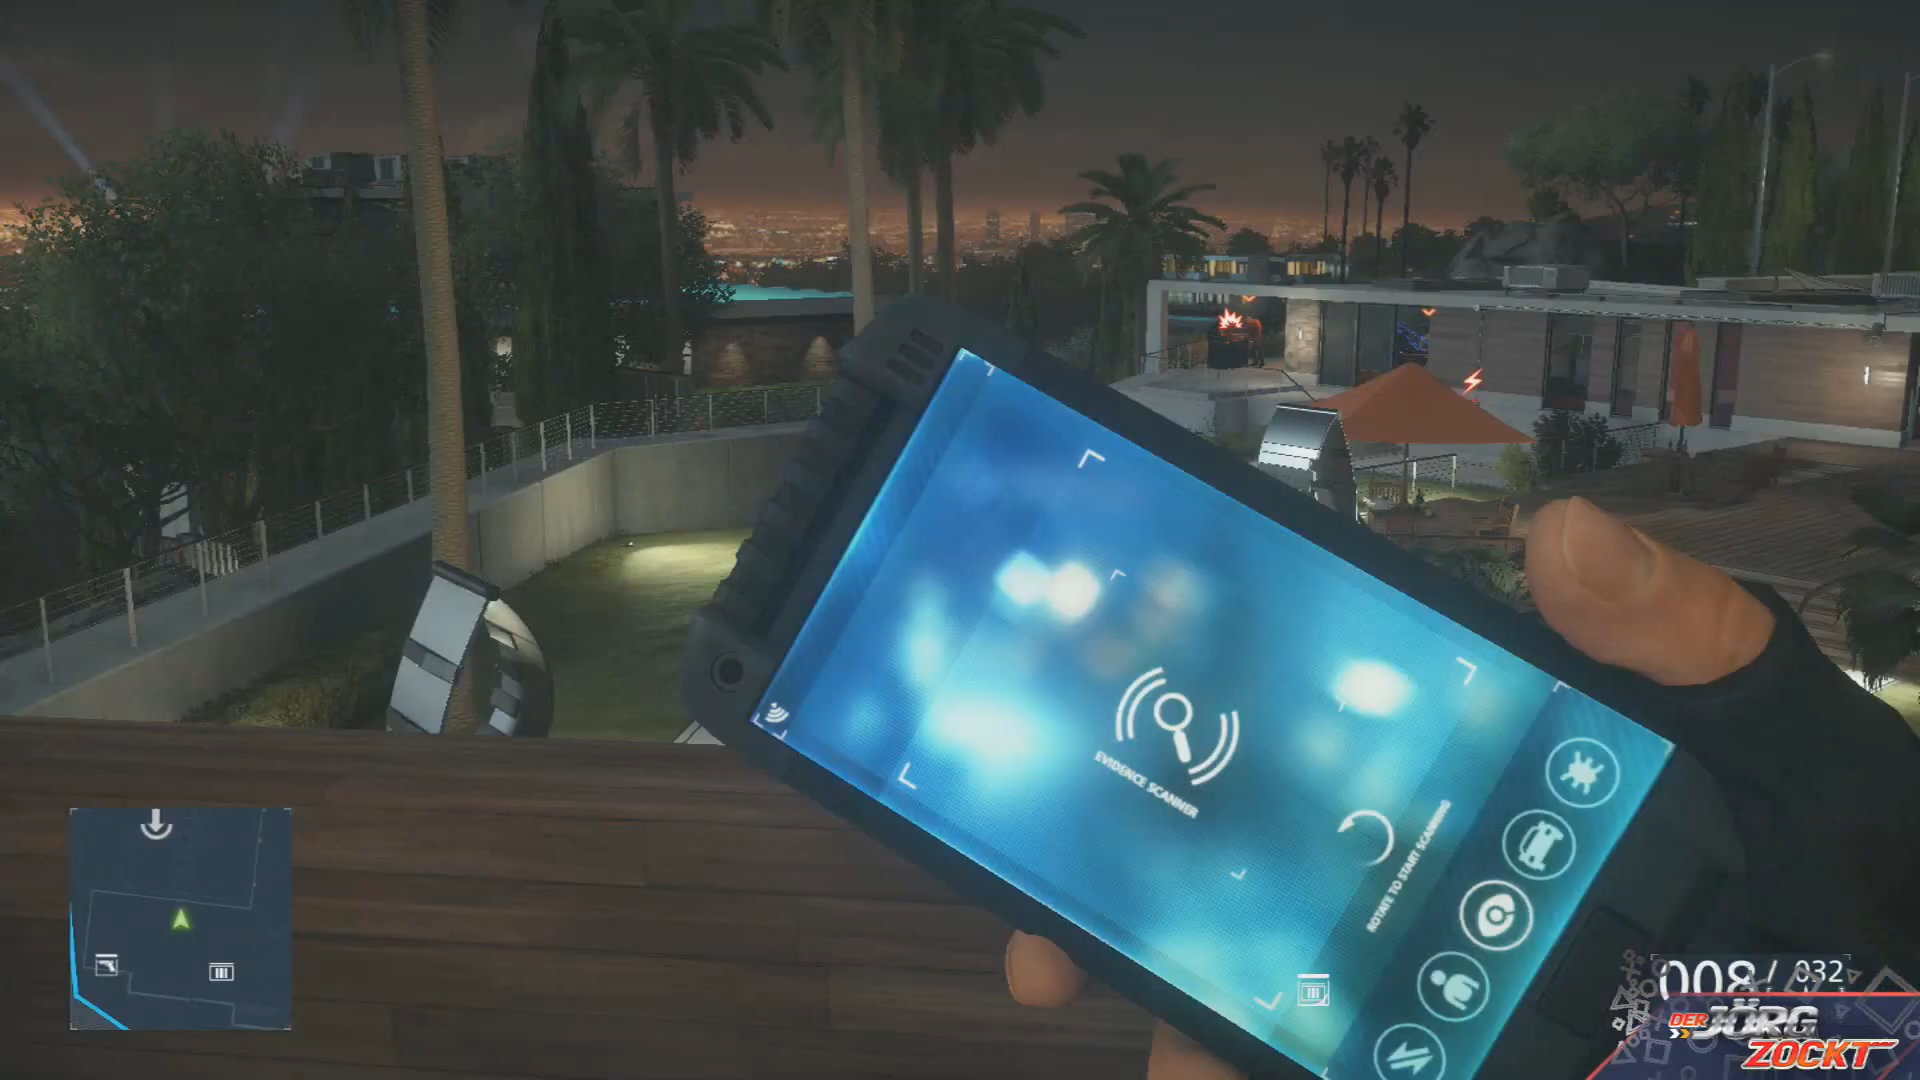 EVIDENCE SCANNER
ROTATE TO START SCANNING
008 / 032
DER JÖRG
ZOCKT